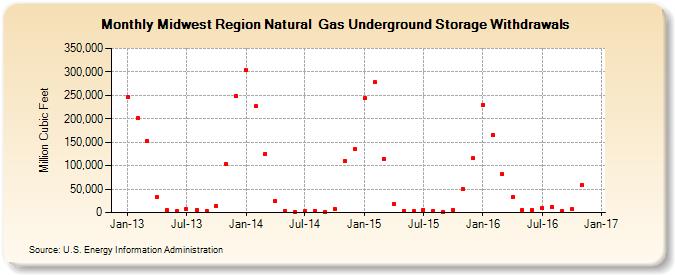 Monthly Midwest Region Natural  Gas Underground Storage Withdrawals
Million Cubic Feet
350,000
300,000
250,000
200,000
150,000
100,000
50,000
0
Jan-13 Jul-13 Jan-14 Jul-14 Jan-15 Jul-15 Jan-16 Jul-16 Jan-17
Source: U.S. Energy Information Administration